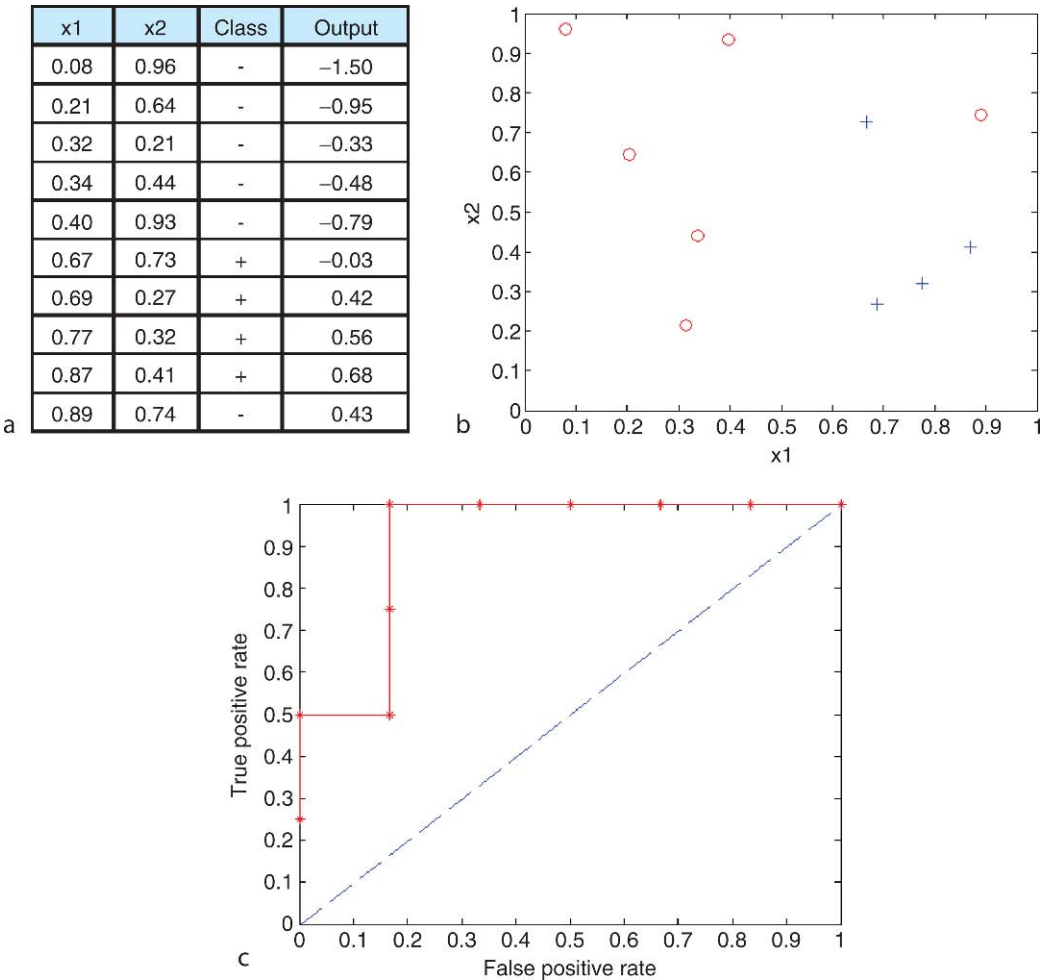 x1 x2 Class Output
0.08 0.96 - −1.50
0.21 0.64 - −0.95
0.32 0.21 - −0.33
0.34 0.44 - −0.48
0.40 0.93 - −0.79
0.67 0.73 + −0.03
0.69 0.27 + 0.42
0.77 0.32 + 0.56
0.87 0.41 + 0.68
0.89 0.74 - 0.43
a
1
0.9
0.8
0.7
0.6
0.5
0.4
0.3
0.2
0.1
0
x2
0 0.1 0.2 0.3 0.4 0.5 0.6 0.7 0.8 0.9 1
x1
b
1
0.9
0.8
0.7
0.6
0.5
0.4
0.3
0.2
0.1
0
True positive rate
0 0.1 0.2 0.3 0.4 0.5 0.6 0.7 0.8 0.9 1
False positive rate
c